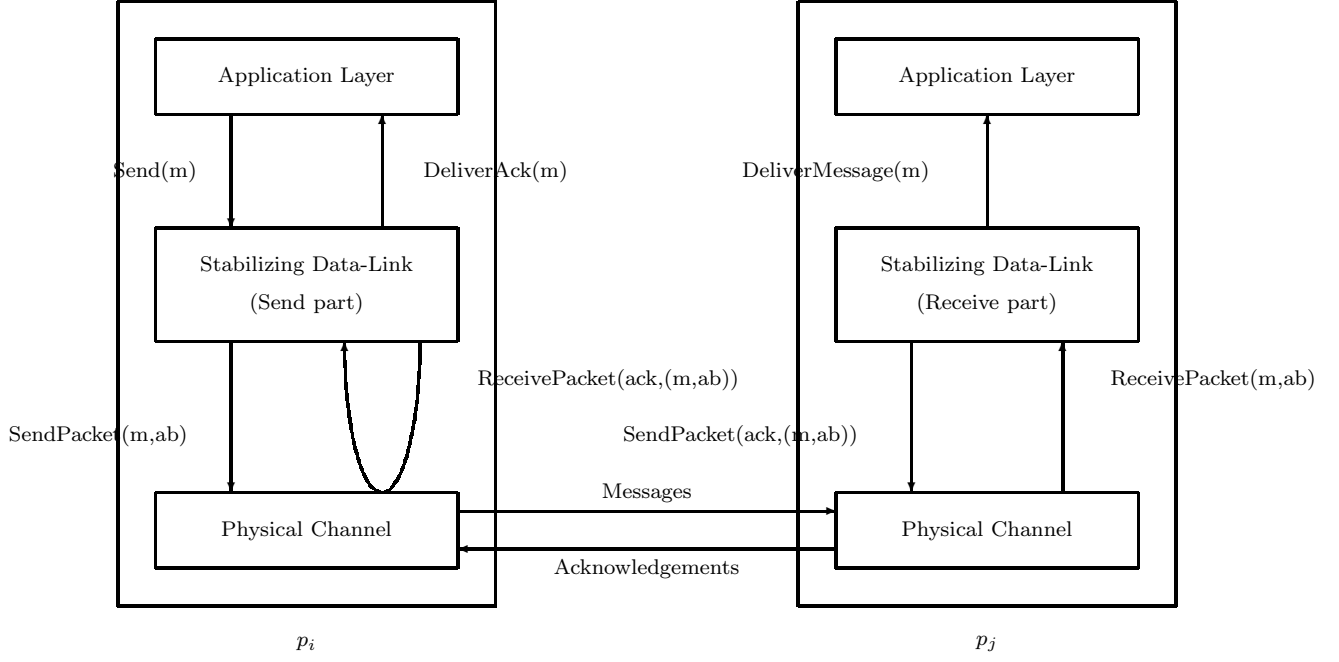 Application Layer
Application Layer
Send(m)
DeliverAck(m)
DeliverMessage(m)
Stabilizing Data-Link
(Send part)
Stabilizing Data-Link
(Receive part)
ReceivePacket(ack,(m,ab))
ReceivePacket(m,ab)
SendPacket(m,ab)
SendPacket(ack,(m,ab))
Messages
Physical Channel
Physical Channel
Acknowledgements
p_i
p_j